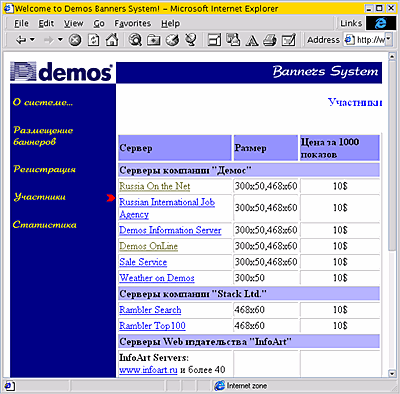 Welcome to Demos Banners System! - Microsoft Internet Explorer
File Edit View Go Favorites Help Links
Address http://w
demos
Banners System
О системе...
Размещение
баннеров
Регистрация
Участники
Статистика
Участники
Сервер Размер Цена за 1000
показов
Серверы компании "Демос"
Russia On the Net 300x50,468x60 10$
Russian International Job
Agency 300x50,468x60 10$
Demos Information Server 300x50,468x60 10$
Demos OnLine 300x50,468x60 10$
Sale Service 300x50,468x60 10$
Weather on Demos 300x50 10$
Серверы компании "Stack Ltd."
Rambler Search 468x60 10$
Rambler Top100 468x60 10$
Серверы Web издательства "InfoArt"
InfoArt Servers:
www.infoart.ru и более 40
Internet zone